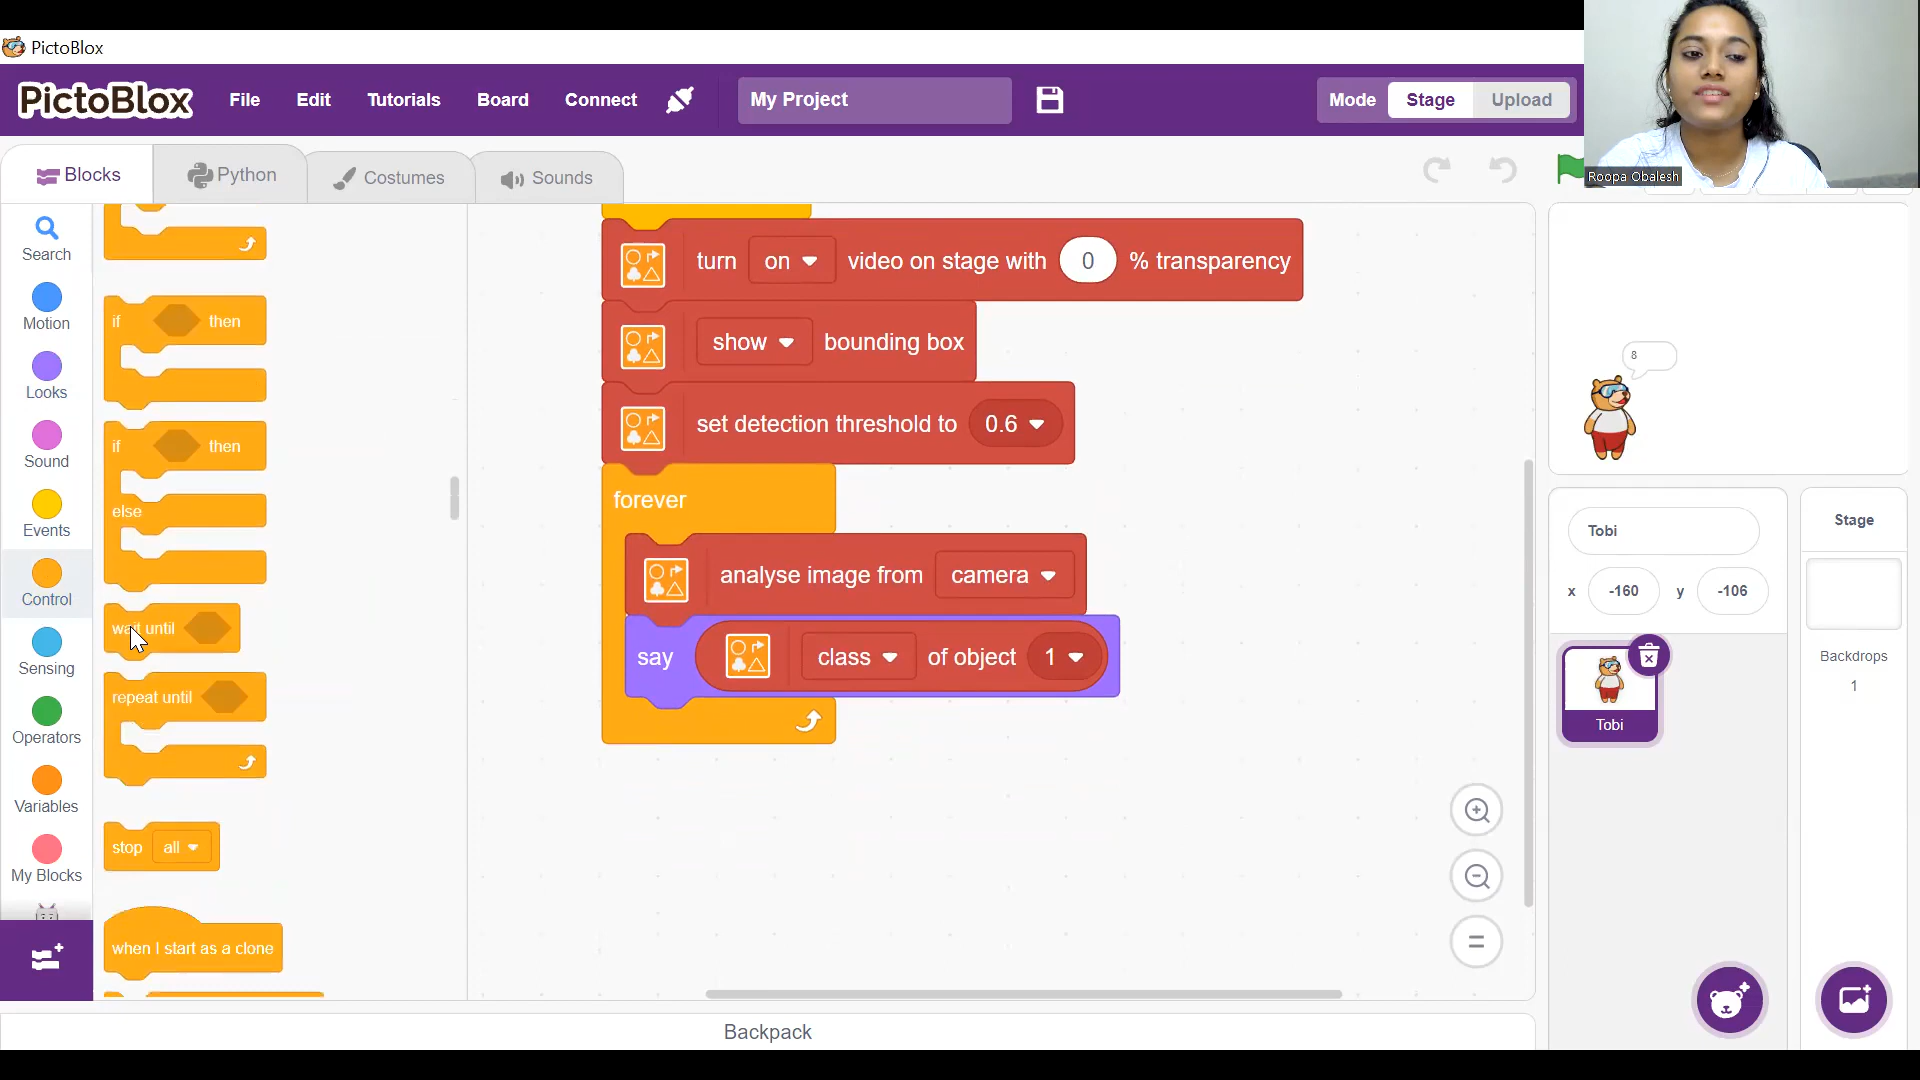 PictoBlox
PictoBlox File Edit Tutorials Board Connect My Project Mode Stage Upload
Roopa Obalesh
Blocks Python Costumes Sounds
Search
Motion
Looks
Sound
Events
Control
Sensing
Operators
Variables
My Blocks
if then
if then
else
wait until
repeat until
stop all
when I start as a clone
turn on video on stage with 0 % transparency
show bounding box
set detection threshold to 0.6
forever
analyse image from camera
say class of object 1
8
Tobi
x -160 y -106
Tobi
Stage
Backdrops
1
Backpack